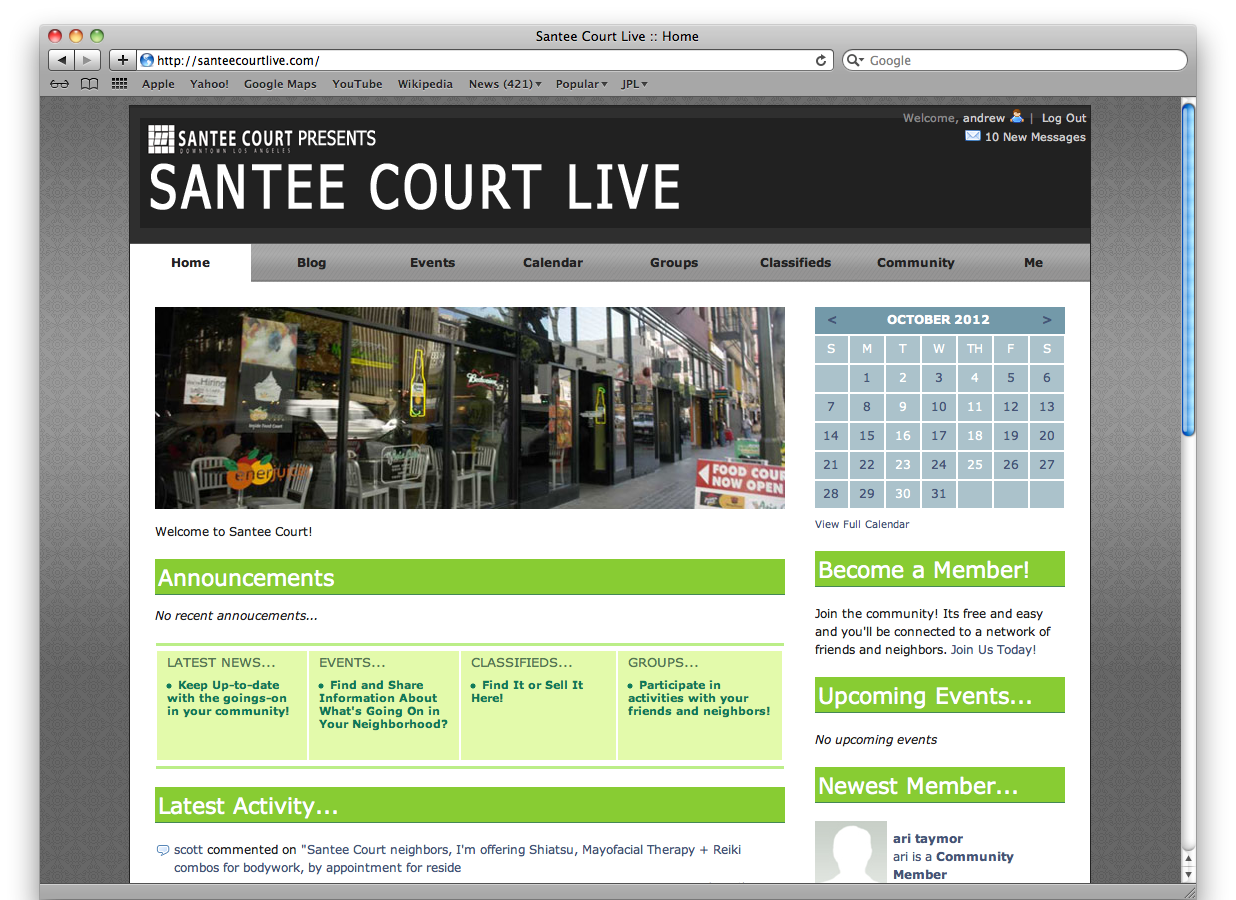 Santee Court Live :: Home
http://santeecourtlive.com/
Google
Apple Yahoo! Google Maps YouTube Wikipedia News (421) Popular JPL
Welcome, andrew | Log Out
10 New Messages
SANTEE COURT PRESENTS
DOWNTOWN LOS ANGELES
SANTEE COURT LIVE
Home Blog Events Calendar Groups Classifieds Community Me
We're Hiring
Inside Food Court
Budweiser
enerjuice
FOOD COUR
NOW OPEN
Welcome to Santee Court!
Announcements
No recent annoucements...
LATEST NEWS...
• Keep Up-to-date
with the goings-on
in your community!
EVENTS...
• Find and Share
Information About
What's Going On in
Your Neighborhood?
CLASSIFIEDS...
• Find It or Sell It
Here!
GROUPS...
• Participate in
activities with your
friends and neighbors!
Latest Activity...
scott commented on "Santee Court neighbors, I'm offering Shiatsu, Mayofacial Therapy + Reiki
combos for bodywork, by appointment for reside
< OCTOBER 2012 >
S M T W TH F S
1 2 3 4 5 6
7 8 9 10 11 12 13
14 15 16 17 18 19 20
21 22 23 24 25 26 27
28 29 30 31
View Full Calendar
Become a Member!
Join the community! Its free and easy
and you'll be connected to a network of
friends and neighbors. Join Us Today!
Upcoming Events...
No upcoming events
Newest Member...
ari taymor
ari is a Community
Member